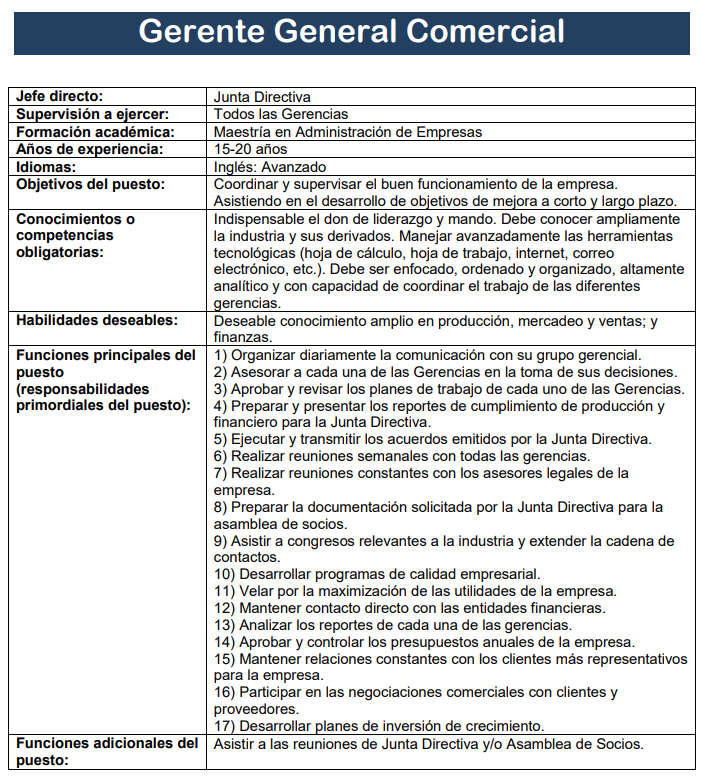 Gerente General Comercial
Jefe directo: Junta Directiva
Supervisión a ejercer: Todos las Gerencias
Formación académica: Maestría en Administración de Empresas
Años de experiencia: 15-20 años
Idiomas: Inglés: Avanzado
Objetivos del puesto: Coordinar y supervisar el buen funcionamiento de la empresa.
Asistiendo en el desarrollo de objetivos de mejora a corto y largo plazo.
Conocimientos o
competencias
obligatorias:
Indispensable el don de liderazgo y mando. Debe conocer ampliamente
la industria y sus derivados. Manejar avanzadamente las herramientas
tecnológicas (hoja de cálculo, hoja de trabajo, internet, correo
electrónico, etc.). Debe ser enfocado, ordenado y organizado, altamente
analítico y con capacidad de coordinar el trabajo de las diferentes
gerencias.
Habilidades deseables: Deseable conocimiento amplio en producción, mercadeo y ventas; y
finanzas.
Funciones principales del
puesto
(responsabilidades
primordiales del puesto):
1) Organizar diariamente la comunicación con su grupo gerencial.
2) Asesorar a cada una de las Gerencias en la toma de sus decisiones.
3) Aprobar y revisar los planes de trabajo de cada uno de las Gerencias.
4) Preparar y presentar los reportes de cumplimiento de producción y
financiero para la Junta Directiva.
5) Ejecutar y transmitir los acuerdos emitidos por la Junta Directiva.
6) Realizar reuniones semanales con todas las gerencias.
7) Realizar reuniones constantes con los asesores legales de la
empresa.
8) Preparar la documentación solicitada por la Junta Directiva para la
asamblea de socios.
9) Asistir a congresos relevantes a la industria y extender la cadena de
contactos.
10) Desarrollar programas de calidad empresarial.
11) Velar por la maximización de las utilidades de la empresa.
12) Mantener contacto directo con las entidades financieras.
13) Analizar los reportes de cada una de las gerencias.
14) Aprobar y controlar los presupuestos anuales de la empresa.
15) Mantener relaciones constantes con los clientes más representativos
para la empresa.
16) Participar en las negociaciones comerciales con clientes y
proveedores.
17) Desarrollar planes de inversión de crecimiento.
Funciones adicionales del
puesto:
Asistir a las reuniones de Junta Directiva y/o Asamblea de Socios.